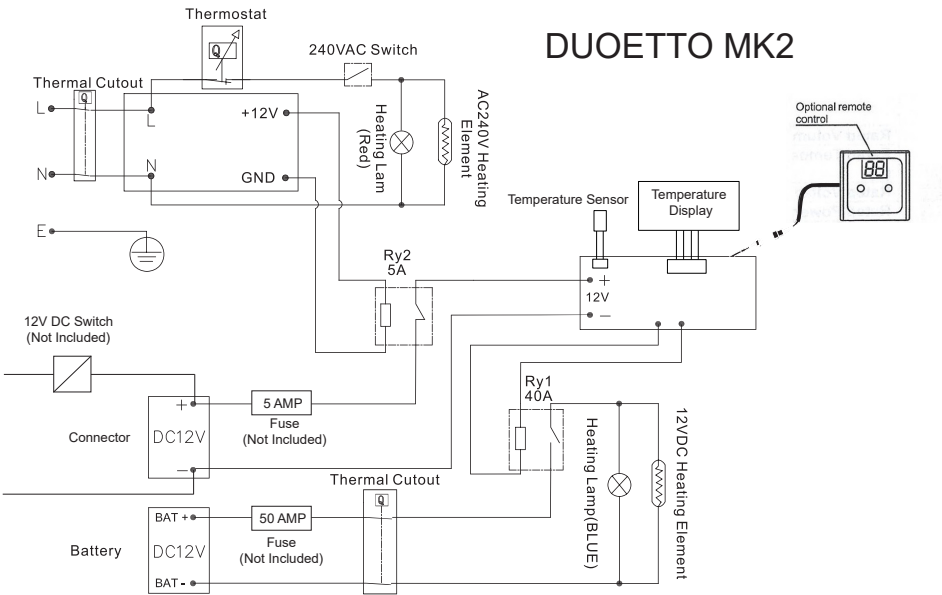 DUOETTO MK2
Thermostat
Q
240VAC Switch
Thermal Cutout
Q
L
L
+12V
N
N
GND
E
Heating Lam
(Red)
AC240V Heating
Element
Optional remote
control
88
Temperature Sensor
Temperature
Display
+
12V
—
Ry2
5A
12V DC Switch
(Not Included)
Connector
+
DC12V
—
5 AMP
Fuse
(Not Included)
Ry1
40A
Heating Lamp(BLUE)
12VDC Heating Element
Thermal Cutout
Q
Battery
BAT +
DC12V
BAT -
50 AMP
Fuse
(Not Included)